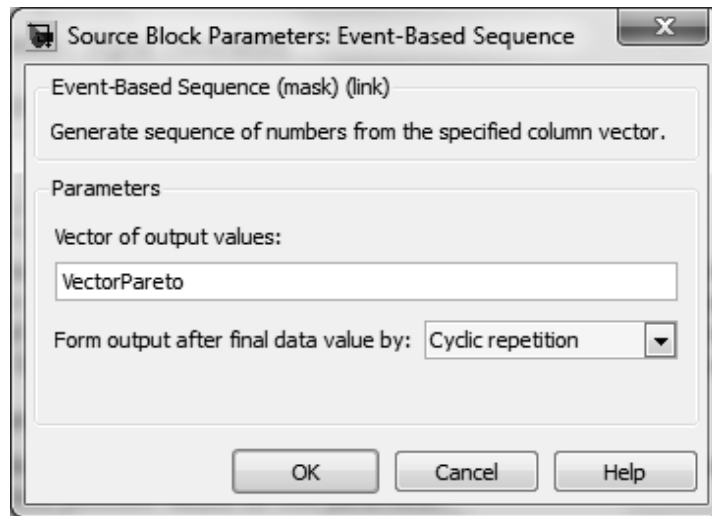 Source Block Parameters: Event-Based Sequence
Event-Based Sequence (mask) (link)
Generate sequence of numbers from the specified column vector.
Parameters
Vector of output values:
VectorPareto
Form output after final data value by: Cyclic repetition
OK Cancel Help